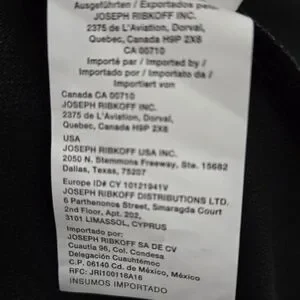 Ausgeführten / Exportados pelo
JOSEPH RIBKOFF INC.
2375 de L'Aviation, Dorval,
Quebec, Canada H9P 2X8
CA 00710
Importé par / Imported by /
Importado por / Importato da /
Importiert von
Canada CA 00710
JOSEPH RIBKOFF INC.
2375 de L'Aviation, Dorval,
Quebec, Canada H9P 2X8
USA
JOSEPH RIBKOFF USA INC.
2050 N. Stemmons Freeway, Ste. 15682
Dallas, Texas, 75207
Europe ID# CY 10121941V
JOSEPH RIBKOFF DISTRIBUTIONS LTD.
6 Parthenonos Street, Smaragda Court
2nd Floor, Apt. 202,
3101 LIMASSOL, CYPRUS
Importado por:
JOSEPH RIBKOFF SA DE CV
Cuautla 96, Col. Condesa
Delegación Cuauhtémoc
C.P. 06140 Cd. de México, México
RFC: JRI100118A16
INSUMOS IMPORTADO